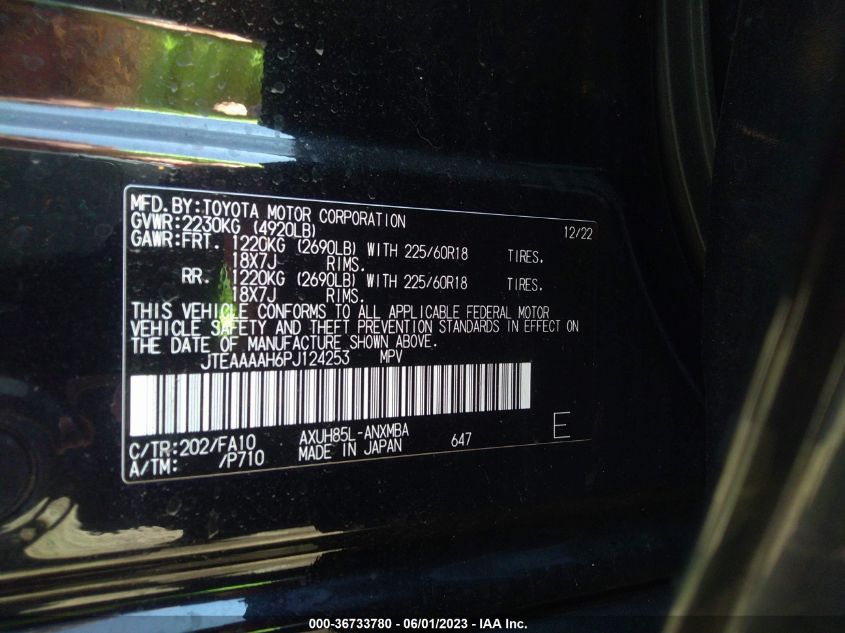 MFD. BY: TOYOTA MOTOR CORPORATION 12/22
GVWR: 2230KG (4920LB)
GAWR: FRT. 1220KG (2690LB) WITH 225/60R18 TIRES.
18X7J RIMS.
RR. 1220KG (2690LB) WITH 225/60R18 TIRES.
18X7J RIMS.
THIS VEHICLE CONFORMS TO ALL APPLICABLE FEDERAL MOTOR
VEHICLE SAFETY AND THEFT PREVENTION STANDARDS IN EFFECT ON
THE DATE OF MANUFACTURE SHOWN ABOVE.
JTEAAAAH6PJ124253 MPV
C/TR: 202/FA10 AXUH85L-ANXMBA 647 E
A/TM: /P710 MADE IN JAPAN
000-36733780 - 06/01/2023 - IAA Inc.